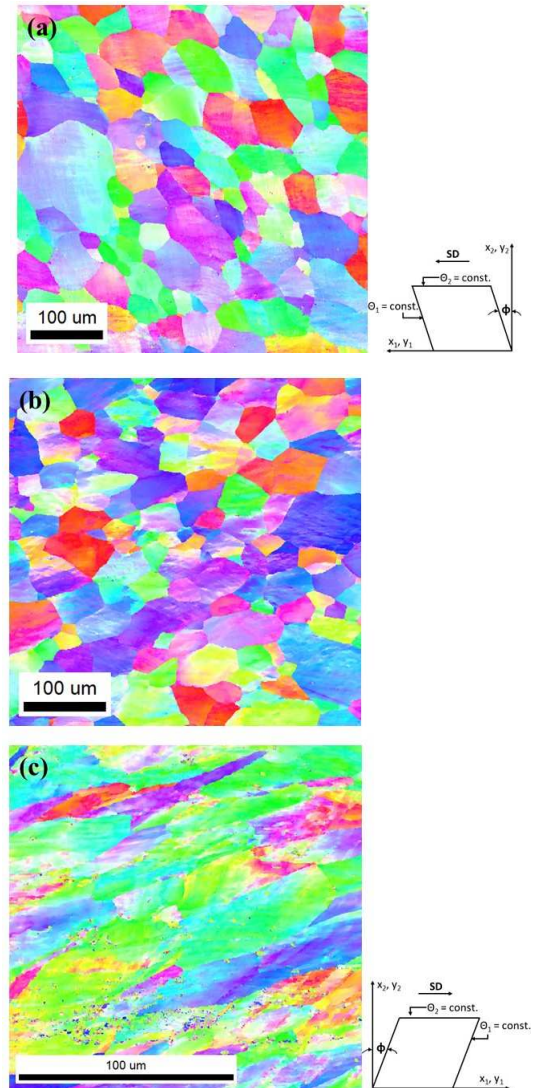 (a)
100 um
x₂, y₂
SD
Θ₂ = const.
Θ₁ = const.
ϕ
x₁, y₁
(b)
100 um
(c)
100 um
x₂, y₂
SD
Θ₂ = const.
Θ₁ = const.
ϕ
x₁, y₁